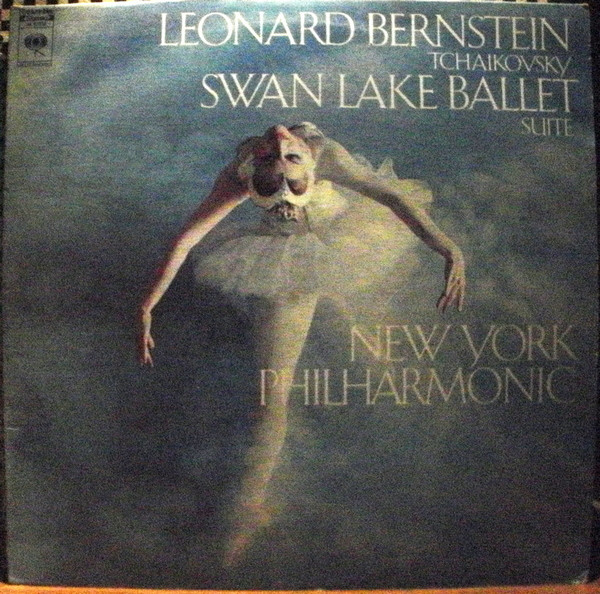 LEONARD BERNSTEIN
TCHAIKOVSKY
SWAN LAKE BALLET
SUITE
NEW YORK
PHILHARMONIC